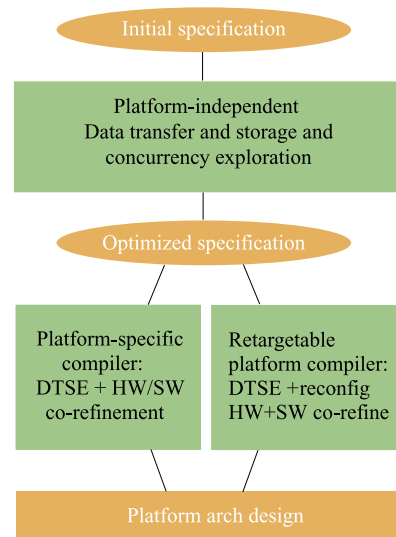 Initial specification
Platform-independent
Data transfer and storage and
concurrency exploration
Optimized specification
Platform-specific
compiler:
DTSE + HW/SW
co-refinement
Retargetable
platform compiler:
DTSE +reconfig
HW+SW co-refine
Platform arch design